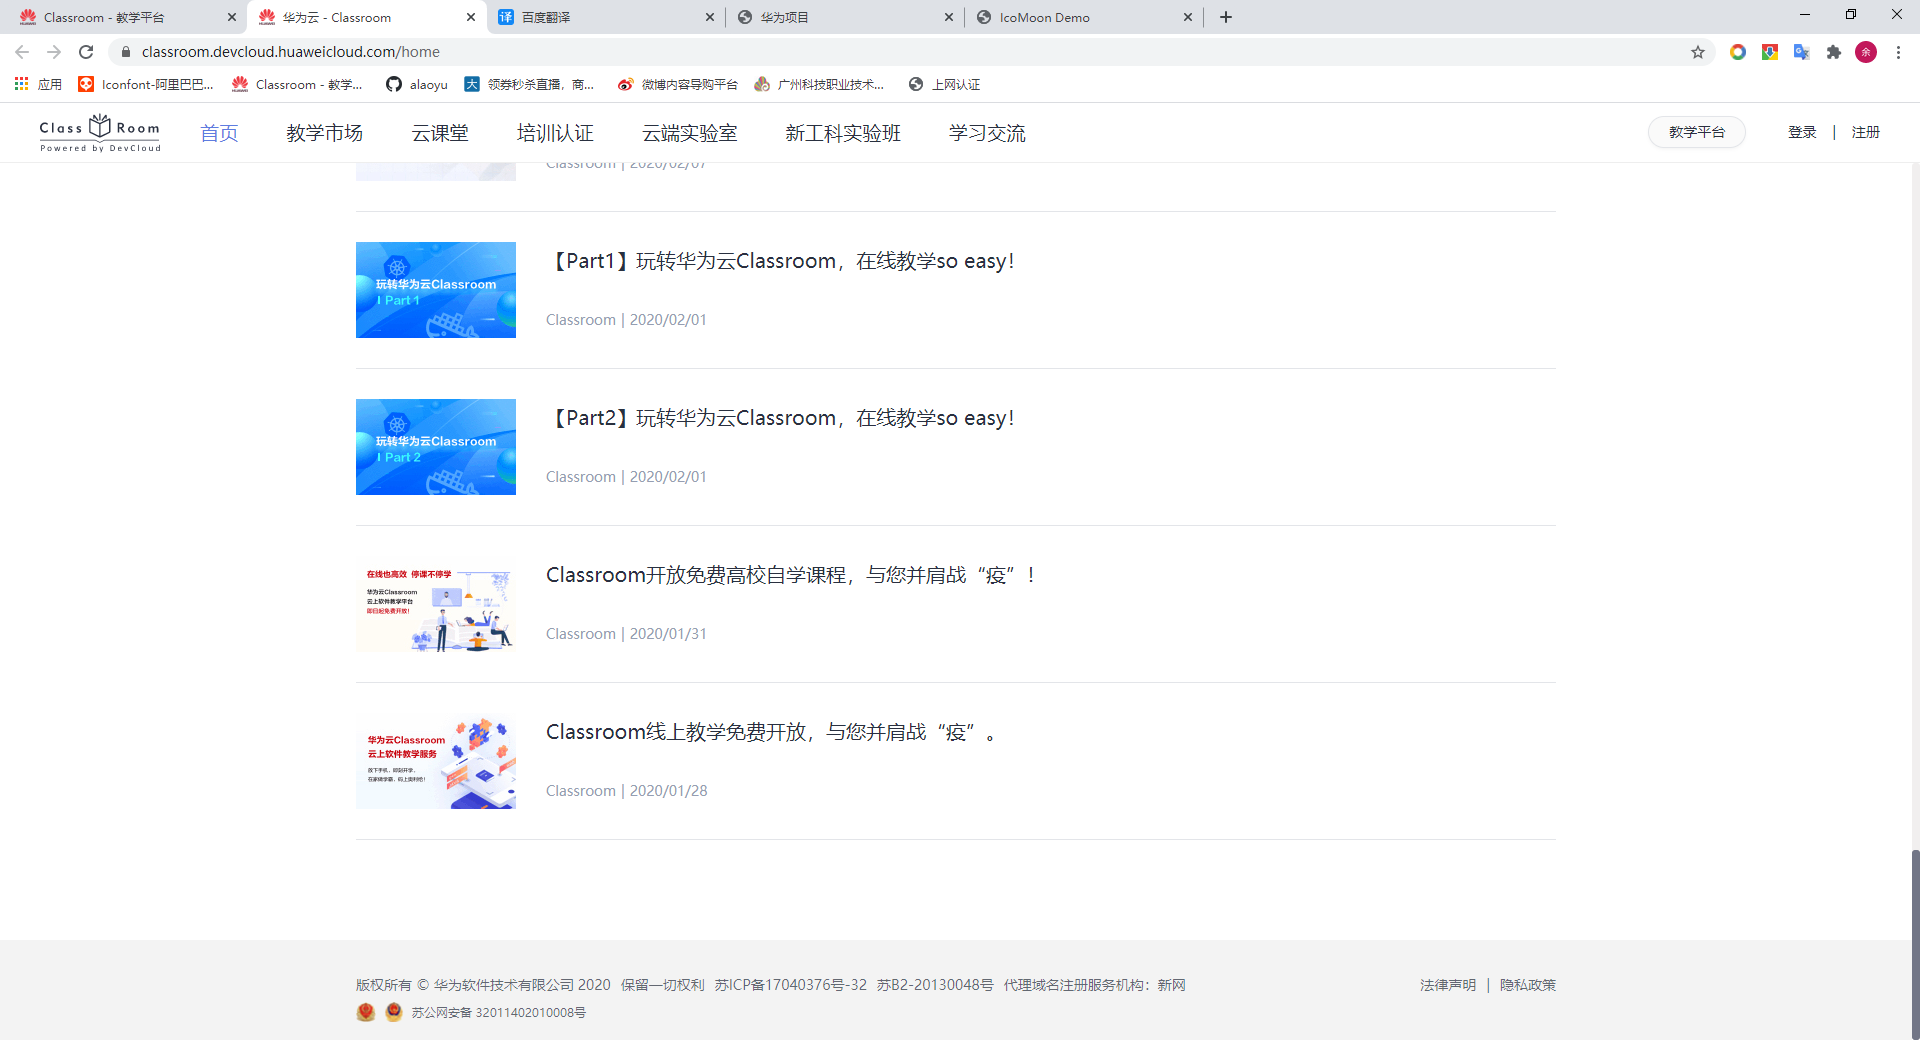 Classroom - 教学平台
华为云 - Classroom
百度翻译
华为项目
IcoMoon Demo
classroom.devcloud.huaweicloud.com/home
余
应用
Iconfont-阿里巴巴...
Classroom - 教学...
alaoyu
领券秒杀直播，商...
微博内容导购平台
广州科技职业技术...
上网认证
Class Room
Powered by DevCloud
首页
教学市场
云课堂
培训认证
云端实验室
新工科实验班
学习交流
教学平台
登录 | 注册
Classroom | 2020/02/07
玩转华为云Classroom
| Part 1
【Part1】玩转华为云Classroom，在线教学so easy！
Classroom | 2020/02/01
玩转华为云Classroom
| Part 2
【Part2】玩转华为云Classroom，在线教学so easy！
Classroom | 2020/02/01
在线也高效 停课不停学
华为云Classroom
云上软件教学平台
即日起免费开放！
Classroom开放免费高校自学课程，与您并肩战“疫”！
Classroom | 2020/01/31
华为云Classroom
云上软件教学服务
放下手机，即刻开学，
Classroom线上教学免费开放，与您并肩战“疫”。
Classroom | 2020/01/28
版权所有 © 华为软件技术有限公司 2020 保留一切权利 苏ICP备17040376号-32 苏B2-20130048号 代理域名注册服务机构：新网
法律声明 | 隐私政策
苏公网安备 32011402010008号